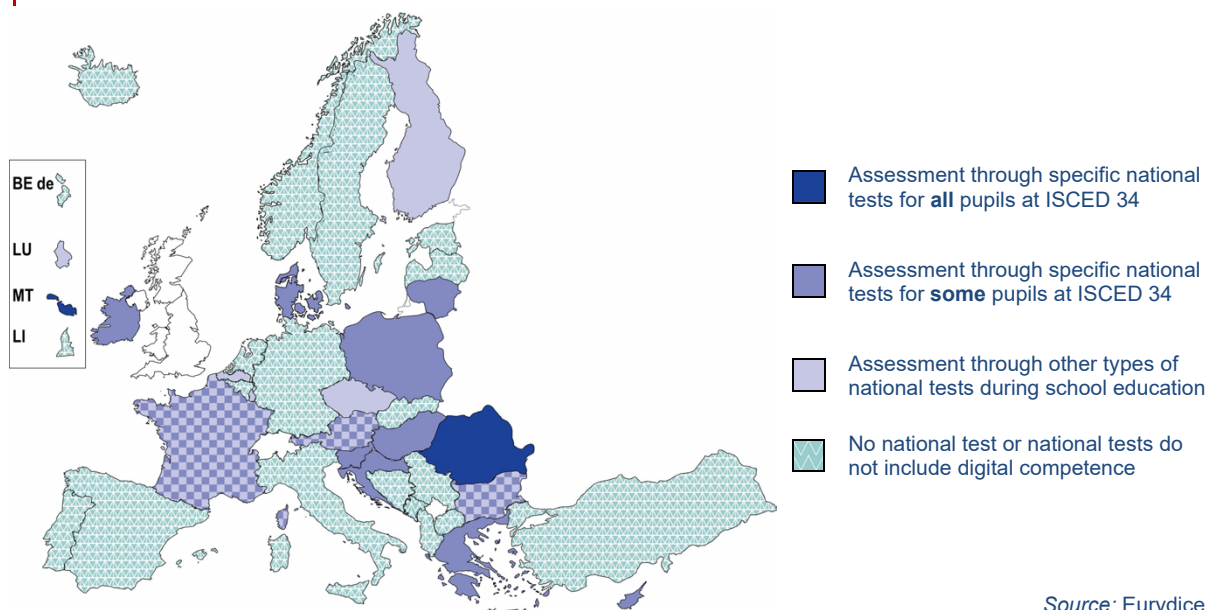 BE de
LU
MT
LI
Assessment through specific national
tests for all pupils at ISCED 34
Assessment through specific national
tests for some pupils at ISCED 34
Assessment through other types of
national tests during school education
No national test or national tests do
not include digital competence
Source: Eurydice